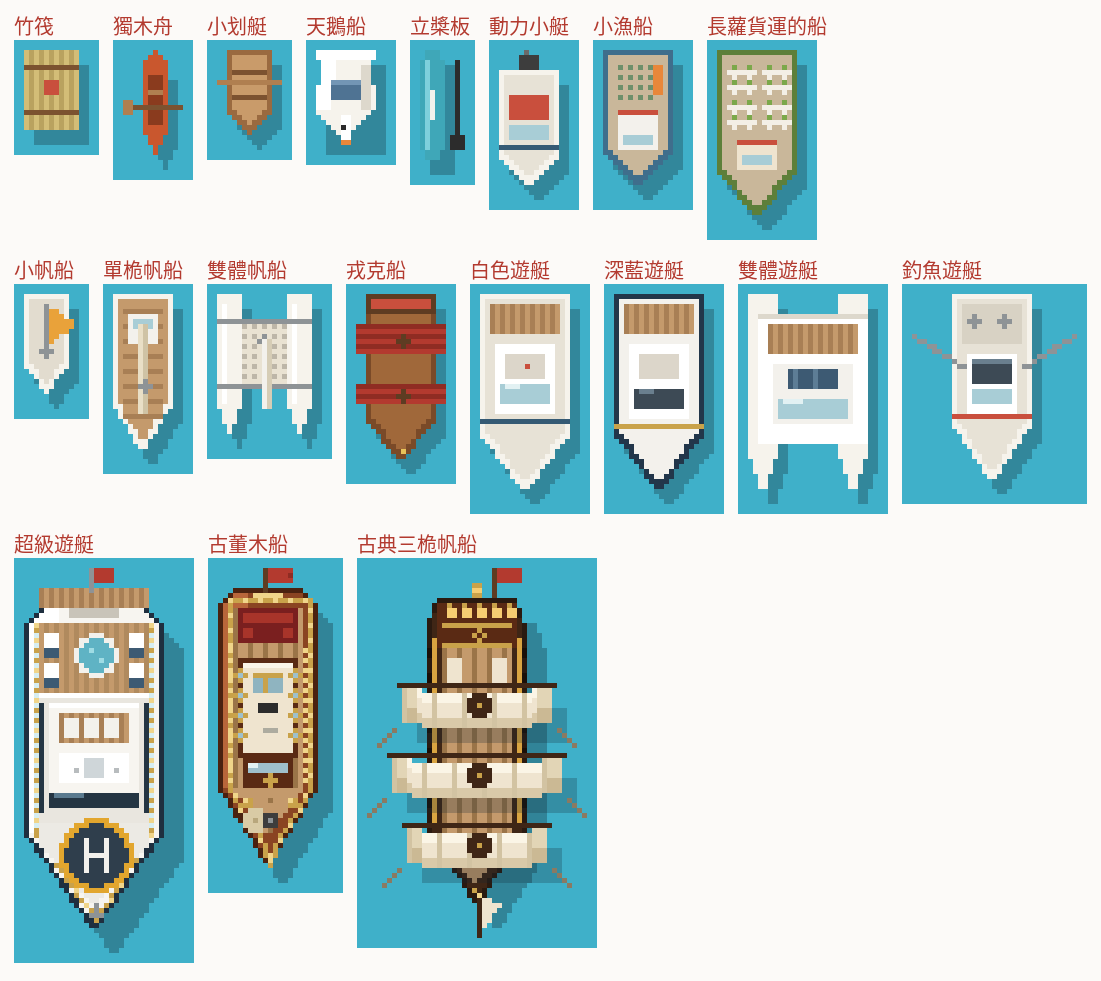 竹筏 獨木舟 小划艇 天鵝船 立槳板 動力小艇 小漁船 長蘿貨運的船
小帆船 單桅帆船 雙體帆船 戎克船 白色遊艇 深藍遊艇 雙體遊艇 釣魚遊艇
超級遊艇 古董木船 古典三桅帆船
H